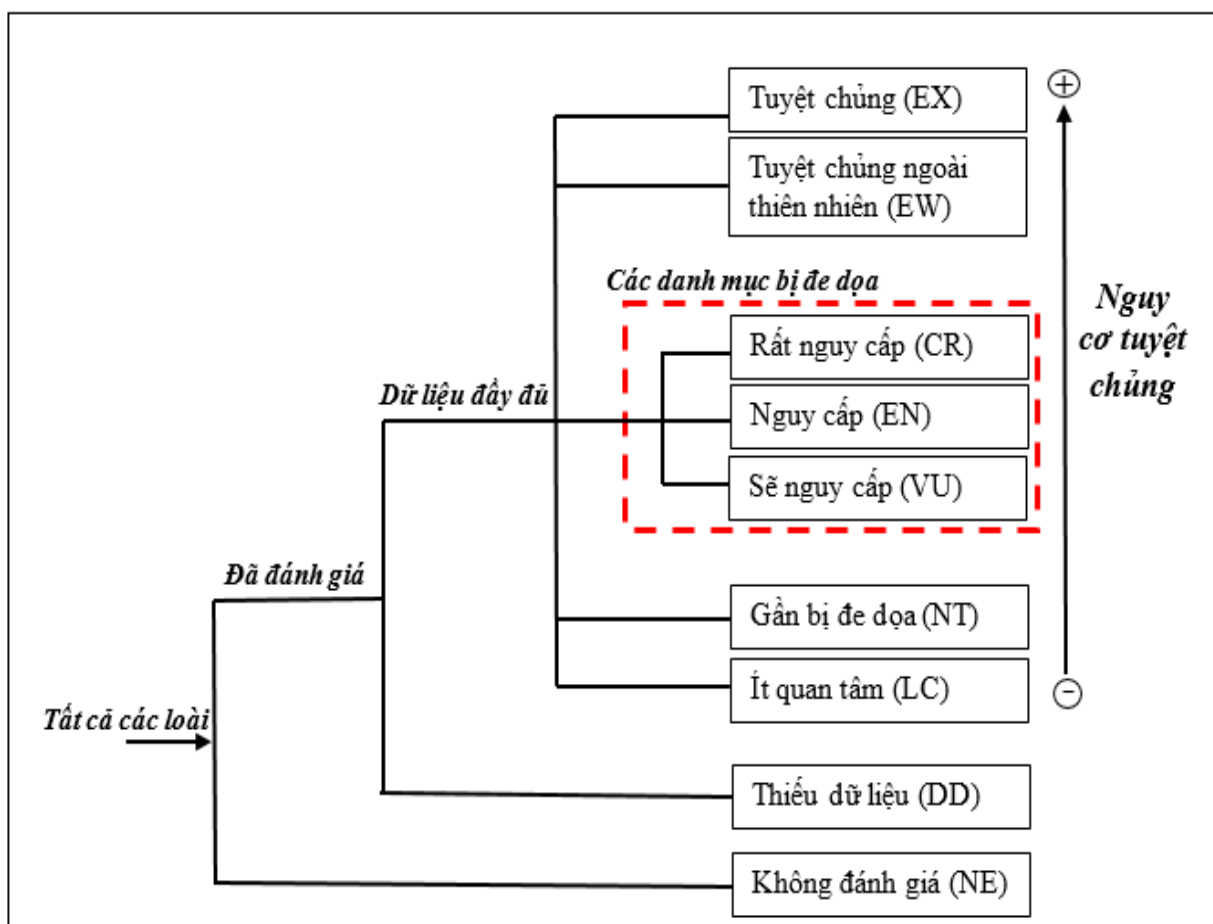 Tuyệt chủng (EX)
Tuyệt chủng ngoài
thiên nhiên (EW)
Các danh mục bị đe dọa
Rất nguy cấp (CR)
Nguy cấp (EN)
Sẽ nguy cấp (VU)
Nguy
cơ tuyệt
chủng
Dữ liệu đầy đủ
Đã đánh giá
Gần bị đe dọa (NT)
Ít quan tâm (LC)
Tất cả các loài
Thiếu dữ liệu (DD)
Không đánh giá (NE)